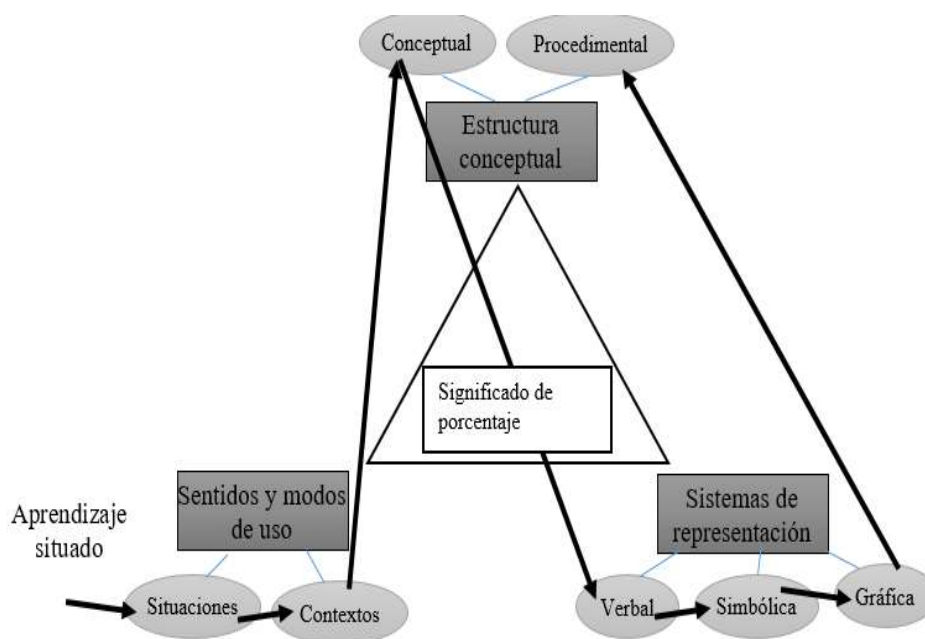 Conceptual
Procedimental
Estructura
conceptual
Significado de
porcentaje
Sentidos y modos
de uso
Sistemas de
representación
Aprendizaje
situado
Situaciones
Contextos
Verbal
Simbólica
Gráfica